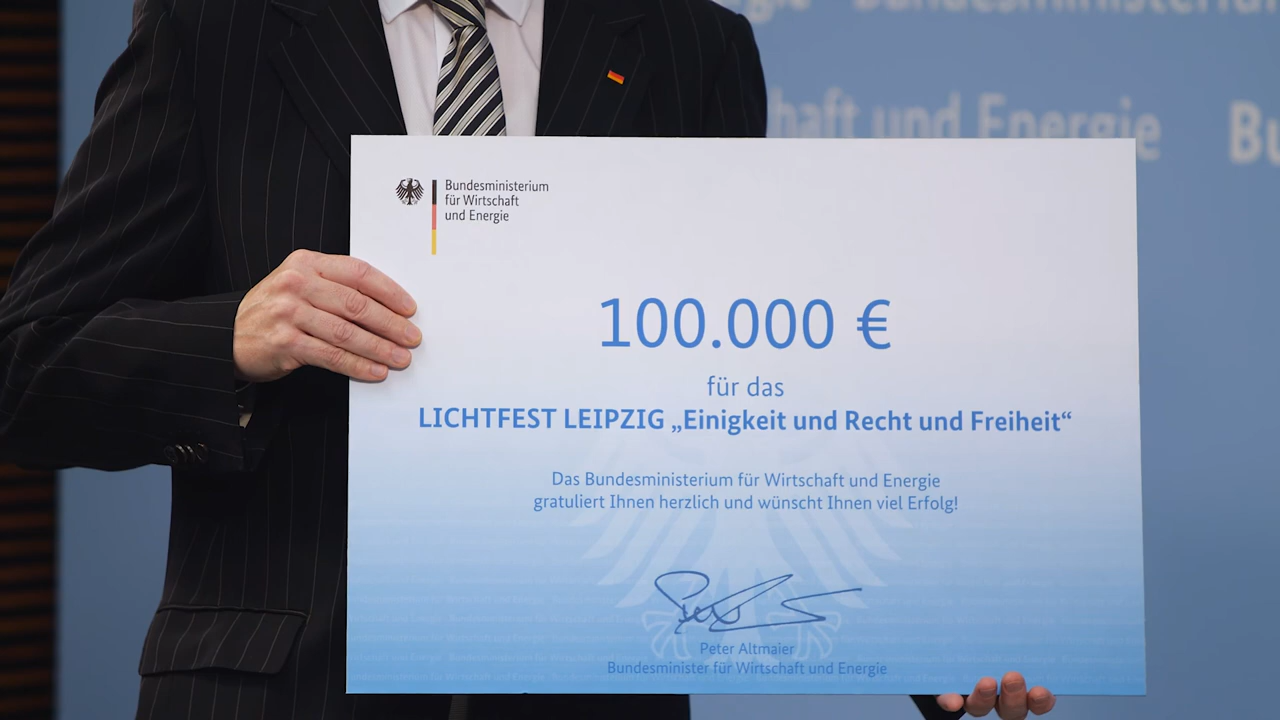 Bundesministerium
haft und Energie
Bundesministerium
für Wirtschaft
und Energie
100.000 €
für das
LICHTFEST LEIPZIG „Einigkeit und Recht und Freiheit“
Das Bundesministerium für Wirtschaft und Energie
gratuliert Ihnen herzlich und wünscht Ihnen viel Erfolg!
Peter Altmaier
Bundesminister für Wirtschaft und Energie